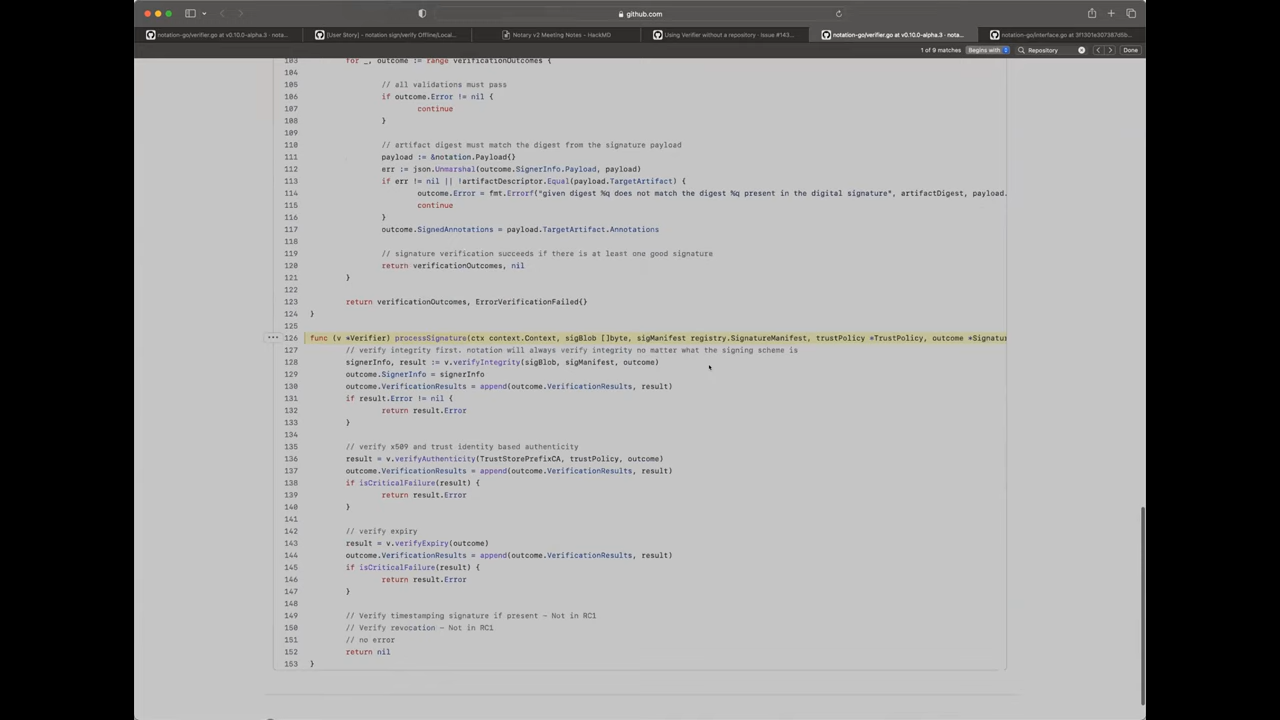 github.com
notation-go/verifier.go at v0.10.0-alpha.3 · nota...
[User Story] - notation sign/verify Offline/Local...
Notary v2 Meeting Notes - HackMD
Using Verifier without a repository · Issue #143...
notation-go/verifier.go at v0.10.0-alpha.3 · nota...
notation-go/interface.go at
1 of 9 matches
Begins with
Repository
Done
103 for _, outcome := range verificationOutcomes {
104
105 // all validations must pass
106 if outcome.Error != nil {
107 continue
108 }
109
110 // artifact digest must match the digest from the signature payload
111 payload := &notation.Payload{}
112 err := json.Unmarshal(outcome.SignerInfo.Payload, payload)
113 if err != nil || !artifactDescriptor.Equal(payload.TargetArtifact) {
114 outcome.Error = fmt.Errorf("given digest %q does not match the digest %q present in the digital signature", artifactDigest, payload.
115 continue
116 }
117 outcome.SignedAnnotations = payload.TargetArtifact.Annotations
118
119 // signature verification succeeds if there is at least one good signature
120 return verificationOutcomes, nil
121 }
122
123 return verificationOutcomes, ErrorVerificationFailed{}
124 }
125
126 func (v *Verifier) processSignature(ctx context.Context, sigBlob []byte, sigManifest registry.SignatureManifest, trustPolicy *TrustPolicy, outcome *Signatur
127 // verify integrity first. notation will always verify integrity no matter what the signing scheme is
128 signerInfo, result := v.verifyIntegrity(sigBlob, sigManifest, outcome)
129 outcome.SignerInfo = signerInfo
130 outcome.VerificationResults = append(outcome.VerificationResults, result)
131 if result.Error != nil {
132 return result.Error
133 }
134
135 // verify x509 and trust identity based authenticity
136 result = v.verifyAuthenticity(TrustStorePrefixCA, trustPolicy, outcome)
137 outcome.VerificationResults = append(outcome.VerificationResults, result)
138 if isCriticalFailure(result) {
139 return result.Error
140 }
141
142 // verify expiry
143 result = v.verifyExpiry(outcome)
144 outcome.VerificationResults = append(outcome.VerificationResults, result)
145 if isCriticalFailure(result) {
146 return result.Error
147 }
148
149 // Verify timestamping signature if present - Not in RC1
150 // Verify revocation - Not in RC1
151 // no error
152 return nil
153 }